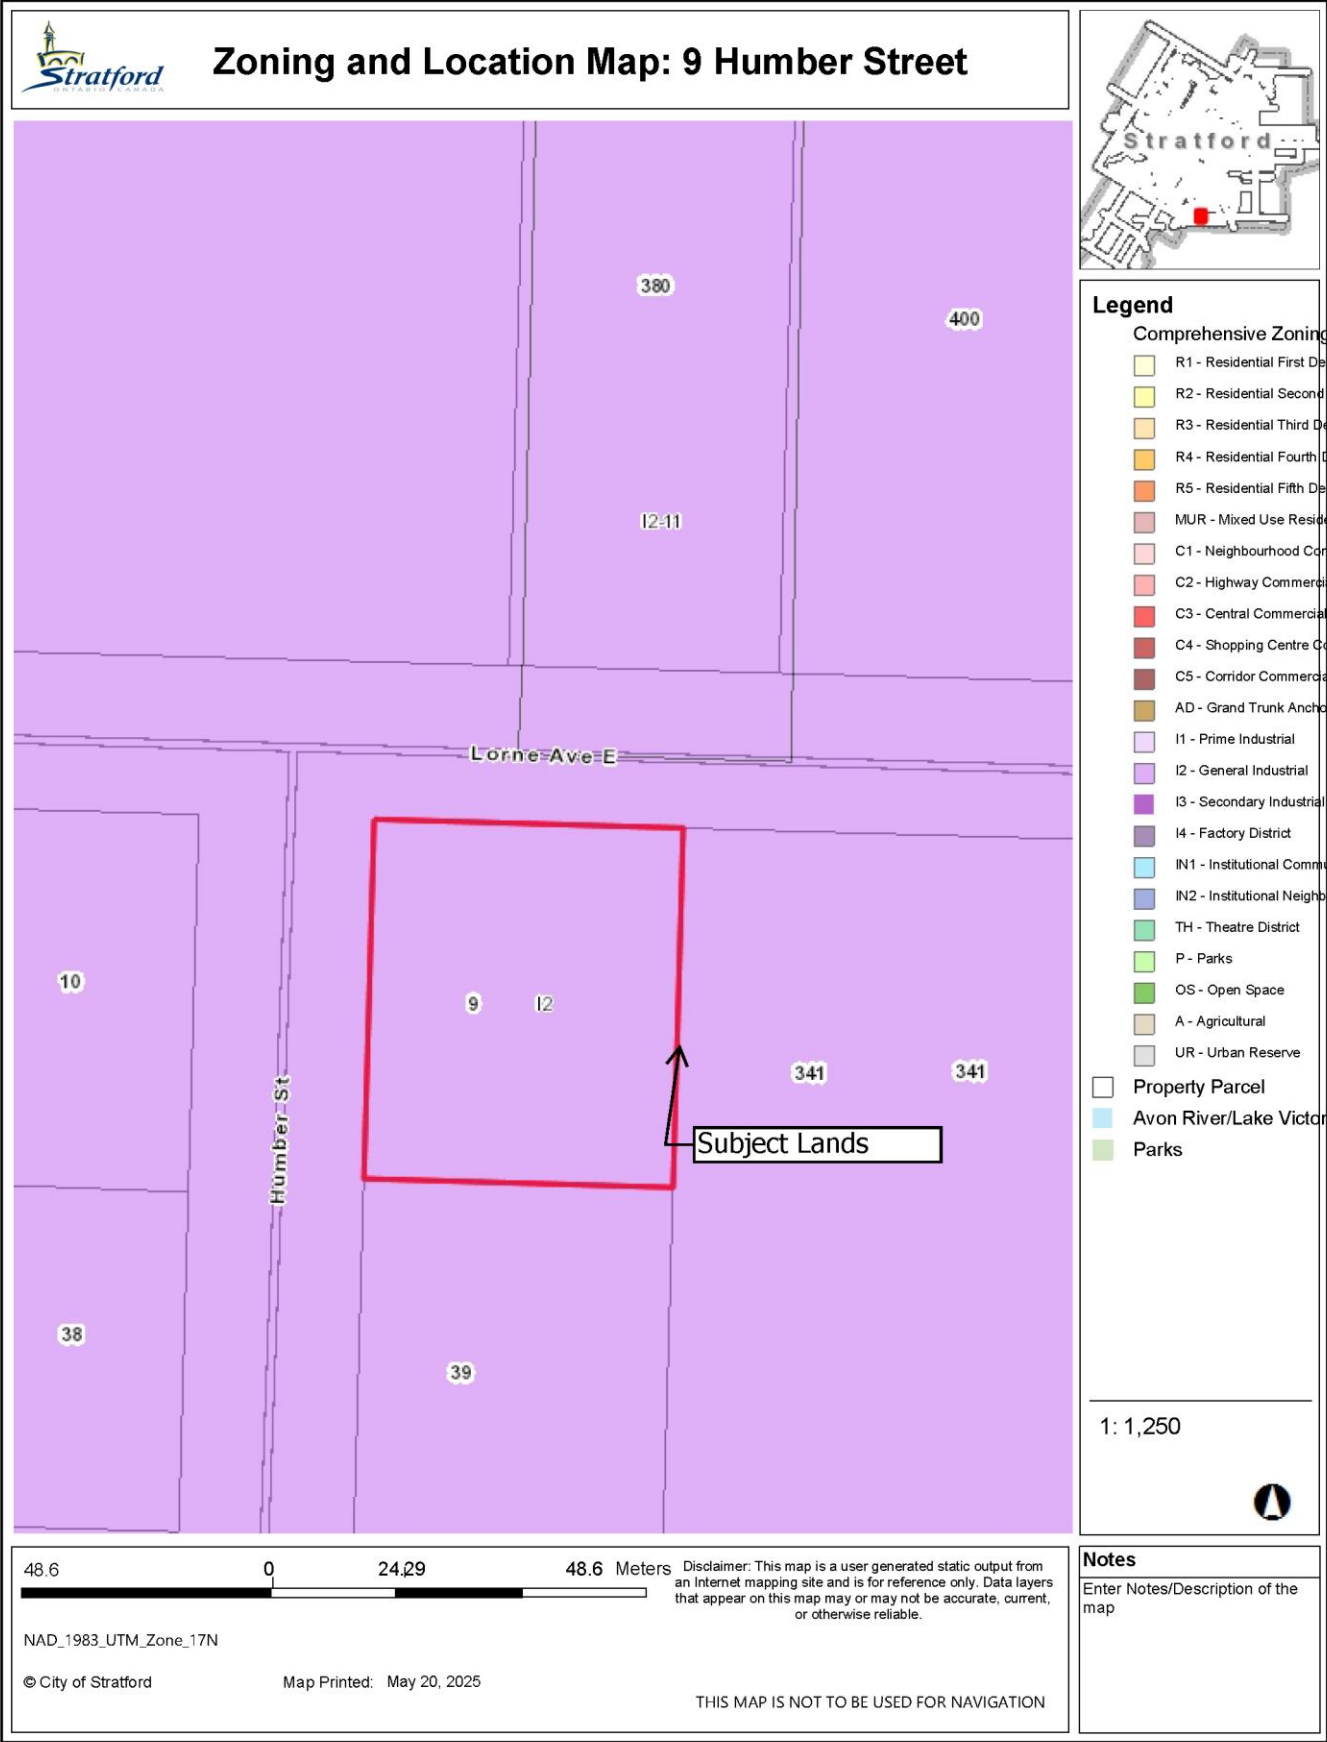 Stratford
ONTARIO CANADA
Zoning and Location Map: 9 Humber Street
Stratford
380
400
I2-11
Lorne Ave E
10
9
I2
341
341
Subject Lands
Humber St
38
39
Legend
Comprehensive Zoning
R1 - Residential First De
R2 - Residential Second
R3 - Residential Third De
R4 - Residential Fourth D
R5 - Residential Fifth De
MUR - Mixed Use Reside
C1 - Neighbourhood Com
C2 - Highway Commercia
C3 - Central Commercial
C4 - Shopping Centre Co
C5 - Corridor Commercia
AD - Grand Trunk Ancho
I1 - Prime Industrial
I2 - General Industrial
I3 - Secondary Industrial
I4 - Factory District
IN1 - Institutional Commu
IN2 - Institutional Neighb
TH - Theatre District
P - Parks
OS - Open Space
A - Agricultural
UR - Urban Reserve
Property Parcel
Avon River/Lake Victor
Parks
1: 1,250
48.6 0 24.29 48.6 Meters
Disclaimer: This map is a user generated static output from
an Internet mapping site and is for reference only. Data layers
that appear on this map may or may not be accurate, current,
or otherwise reliable.
NAD_1983_UTM_Zone_17N
© City of Stratford
Map Printed: May 20, 2025
THIS MAP IS NOT TO BE USED FOR NAVIGATION
Notes
Enter Notes/Description of the
map